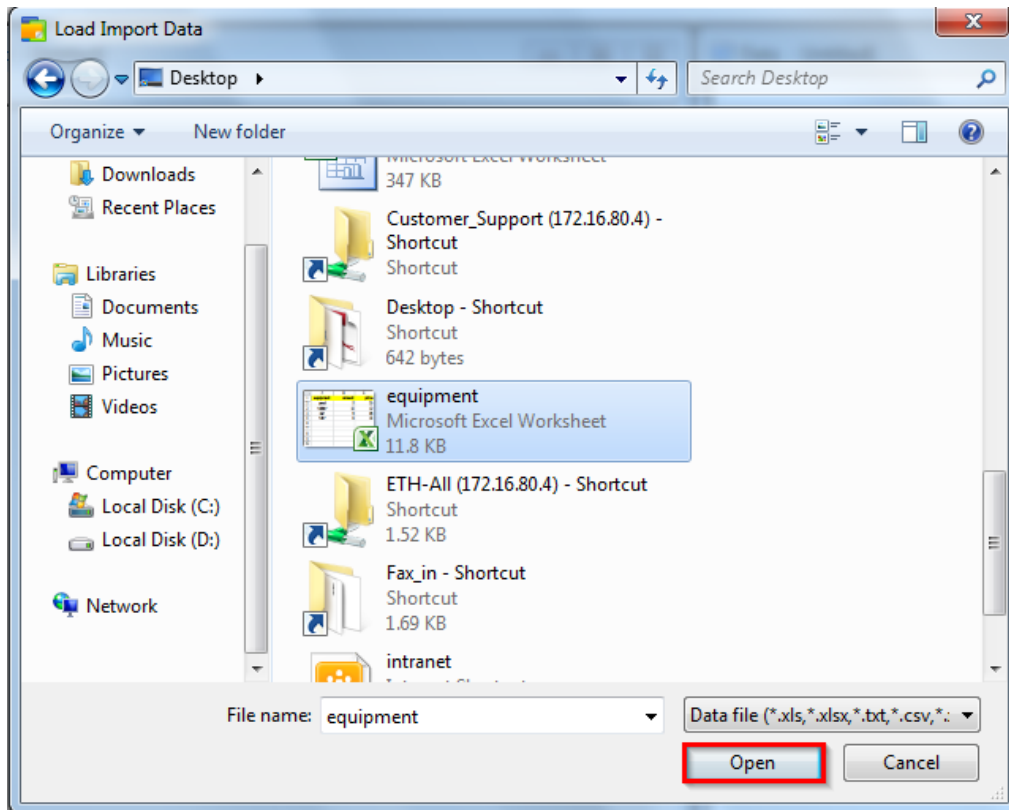 Load Import Data
Desktop
Search Desktop
Organize
New folder
Downloads
Recent Places
Libraries
Documents
Music
Pictures
Videos
Computer
Local Disk (C:)
Local Disk (D:)
Network
Microsoft Excel Worksheet
347 KB
Customer_Support (172.16.80.4) -
Shortcut
Shortcut
Desktop - Shortcut
Shortcut
642 bytes
equipment
Microsoft Excel Worksheet
11.8 KB
ETH-All (172.16.80.4) - Shortcut
Shortcut
1.52 KB
Fax_in - Shortcut
Shortcut
1.69 KB
intranet
File name: equipment
Data file (*.xls,*.xlsx,*.txt,*.csv,*.:
Open
Cancel